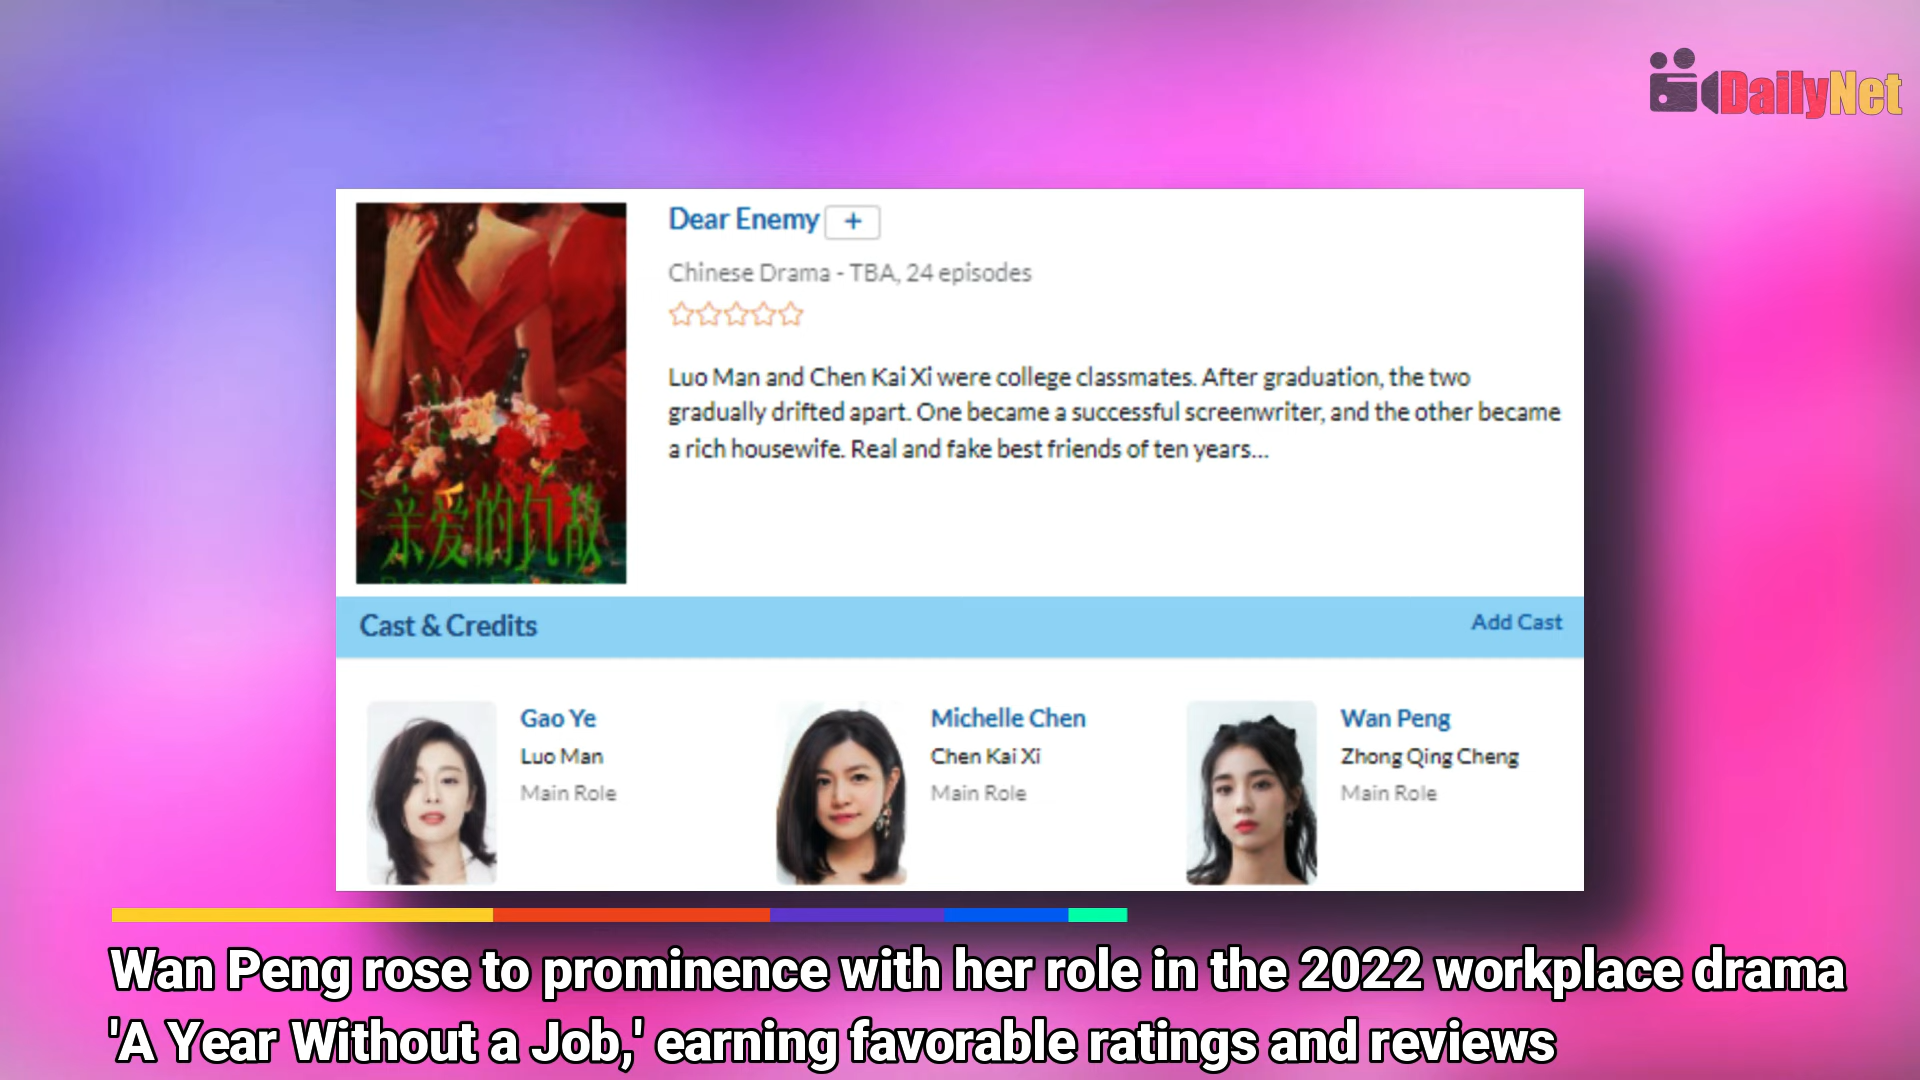 DailyNet
Dear Enemy +
Chinese Drama - TBA, 24 episodes
Luo Man and Chen Kai Xi were college classmates. After graduation, the two
gradually drifted apart. One became a successful screenwriter, and the other became
a rich housewife. Real and fake best friends of ten years...
亲爱的仇敌
Cast & Credits
Add Cast
Gao Ye
Luo Man
Main Role
Michelle Chen
Chen Kai Xi
Main Role
Wan Peng
Zhong Qing Cheng
Main Role
Wan Peng rose to prominence with her role in the 2022 workplace drama
'A Year Without a Job,' earning favorable ratings and reviews